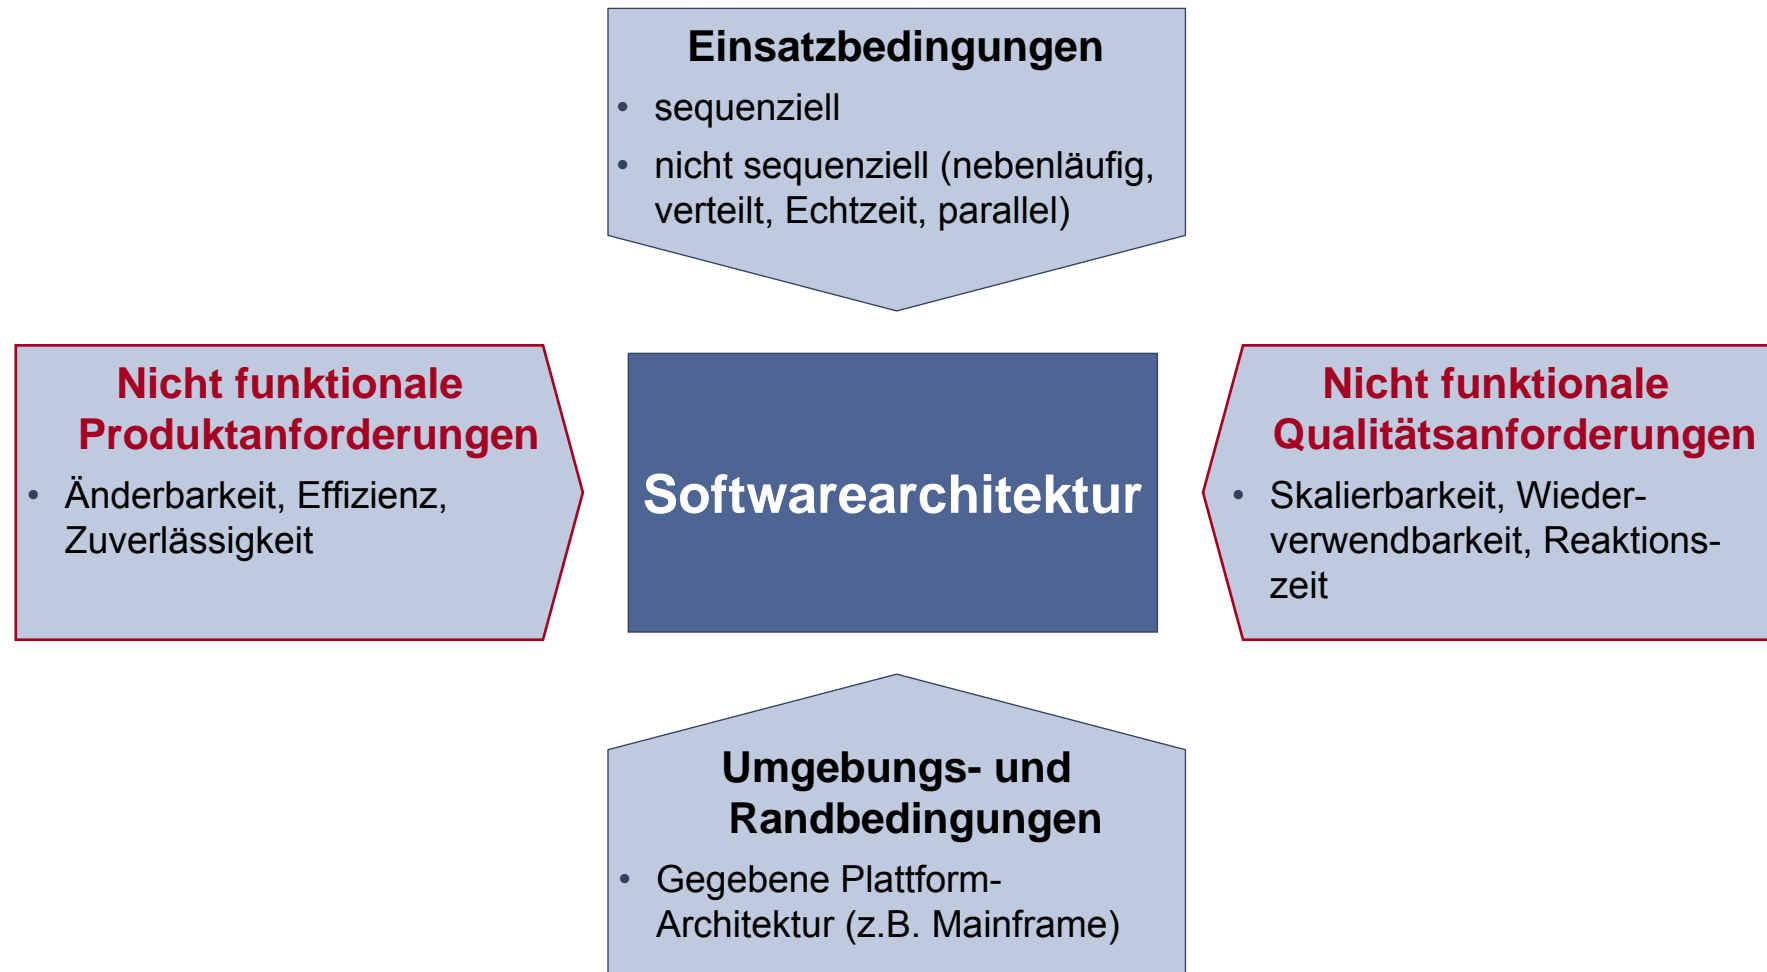 Einsatzbedingungen
• sequenziell
• nicht sequenziell (nebenläufig,
verteilt, Echtzeit, parallel)
Nicht funktionale
Produktanforderungen
• Änderbarkeit, Effizienz,
Zuverlässigkeit
Softwarearchitektur
Nicht funktionale
Qualitätsanforderungen
• Skalierbarkeit, Wieder-
verwendbarkeit, Reaktions-
zeit
Umgebungs- und
Randbedingungen
• Gegebene Plattform-
Architektur (z.B. Mainframe)